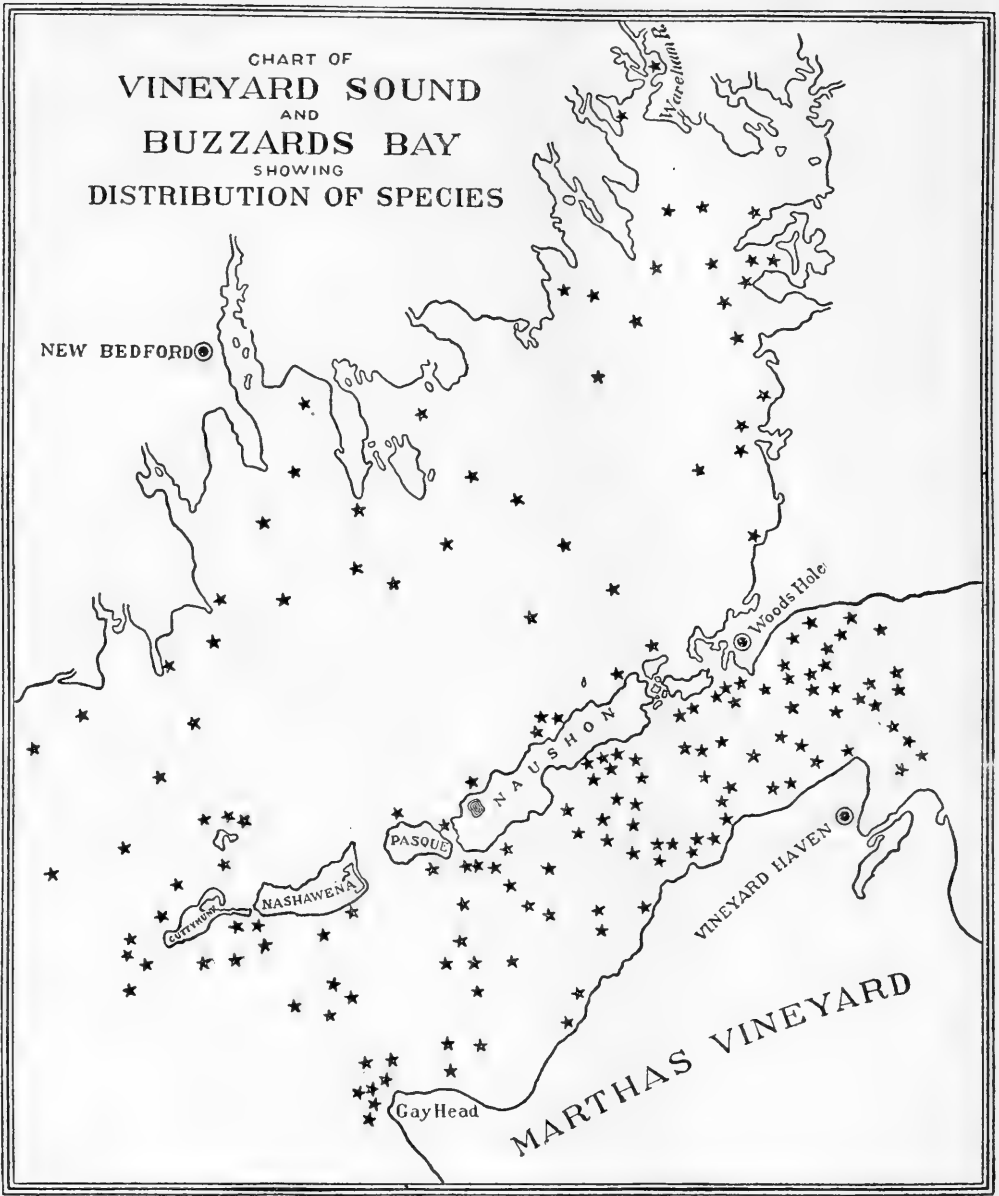 CHART OF
VINEYARD SOUND
AND
BUZZARDS BAY
SHOWING
DISTRIBUTION OF SPECIES
Wareham R.
NEW BEDFORD
Woods Hole
NAUSHON
PASQUE
NASHAWENA
CUTTYHUNK
VINEYARD HAVEN
MARTHAS VINEYARD
Gay Head